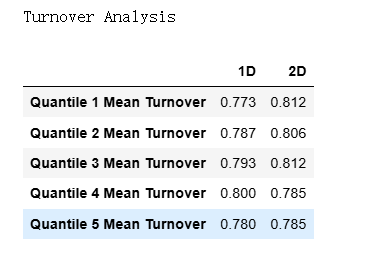 Turnover Analysis
1D 2D
Quantile 1 Mean Turnover 0.773 0.812
Quantile 2 Mean Turnover 0.787 0.806
Quantile 3 Mean Turnover 0.793 0.812
Quantile 4 Mean Turnover 0.800 0.785
Quantile 5 Mean Turnover 0.780 0.785